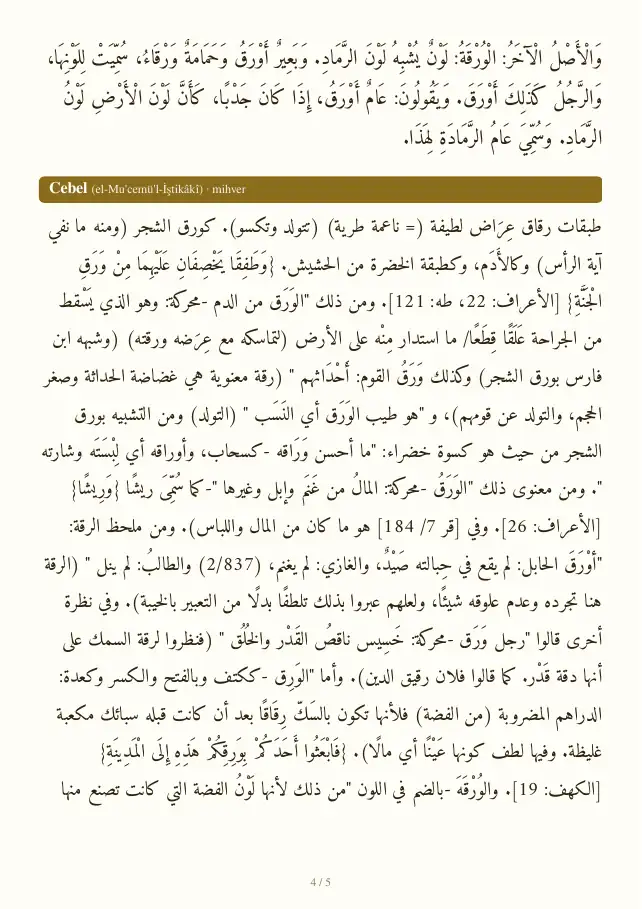 وَالْأَصْلُ الْآخَرُ: الْوُرْقَةُ: لَوْنٌ يُشْبِهُ لَوْنَ الرَّمَادِ. وَبَعِيرٌ أَوْرَقُ وَحَمَامَةٌ وَرْقَاءُ، سُمِّيَتْ لِلَوْنِهَا،
وَالرَّجُلُ كَذَلِكَ أَوْرَقُ. وَيَقُولُونَ: عَامٌ أَوْرَقُ، إِذَا كَانَ جَدْبًا، كَأَنَّ لَوْنَ الْأَرْضِ لَوْنُ
الرَّمَادِ. وَسُمِّيَ عَامُ الرَّمَادَةِ لِهَذَا.
Cebel (el-Mu'cemü'l-İştikâkî) · mihver
طبقات رقاق عِرَاض لطيفة (= ناعمة طرية) (تتولد وتكسو). كورق الشجر (ومنه ما نفي
آية الرأس) وكالأَدَم، وكطبقة الخضرة من الحشيش. {وَطَفِقَا يَخْصِفَانِ عَلَيْهِمَا مِنْ وَرَقِ
الْجَنَّةِ} [الأعراف: 22، طه: 121]. ومن ذلك "الوَرَق من الدم -محركة: وهو الذي يَسْقط
من الجراحة عَلَقًا قِطَعًا/ ما استدار مِنْه على الأرض (لتماسكه مع عِرَضه ورقته) (وشبهه ابن
فارس بورق الشجر) وكذلك وَرَقُ القوم: أَحْدَاثهم " (رقة معنوية هي غضاضة الحداثة وصغر
الحجم، والتولد عن قومهم)، و "هو طيب الوَرَق أي النَسَب " (التولد) ومن التشبيه بورق
الشجر من حيث هو كسوة خضراء: "ما أحسن وَرَاقه -كسحاب، وأوراقه أي لِبْسَتَه وشارته
". ومن معنوى ذلك "الوَرَقُ -محركة: المالُ من غَنَم وإبل وغيرها "-كما سُمِّىَ ريشًا {وَرِيشًا}
[الأعراف: 26]. وفي [قر 7/ 184] هو ما كان من المال واللباس). ومن ملحظ الرقة:
"أوْرَقَ الحابل: لم يقع في حِبالته صَيْدٌ، والغازي: لم يغنم، (2/837) والطالبُ: لم ينل " (الرقة
هنا تجرده وعدم علوقه شيئًا، ولعلهم عبروا بذلك تلطفًا بدلًا من التعبير بالخيبة). وفي نظرة
أخرى قالوا "رجل وَرَق -محركة: خَسِيس ناقصُ القَدْر والخُلُق " (فنظروا لرقة السمك على
أنها دقة قَدْر. كما قالوا فلان رقيق الدين). وأما "الوَرِق -ككتف وبالفتح والكسر وكعدة:
الدراهم المضروبة (من الفضة) فلأنها تكون بالسَكّ رِقَاقًا بعد أن كانت قبله سبائك مكعبة
غليظة. وفيها لطف كونها عَيْنًا أي مالًا). {فَابْعَثُوا أَحَدَكُمْ بِوَرِقِكُمْ هَذِهِ إِلَى الْمَدِينَةِ}
[الكهف: 19]. والوُرْقَةَ -بالضم في اللون "من ذلك لأنها لَوْنُ الفضة التي كانت تصنع منها
4 / 5